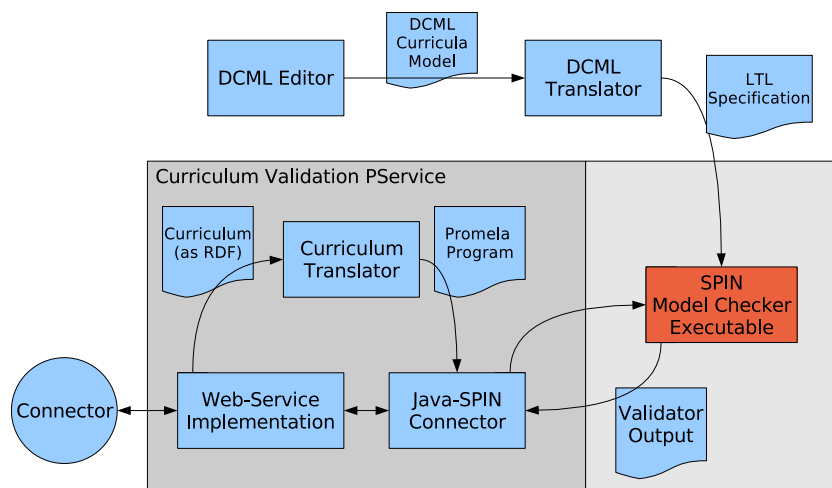 DCML
Curricula
Model
DCML Editor
DCML
Translator
LTL
Specification
Curriculum Validation PService
Curriculum
(as RDF)
Curriculum
Translator
Promela
Program
SPIN
Model Checker
Executable
Connector
Web-Service
Implementation
Java-SPIN
Connector
Validator
Output